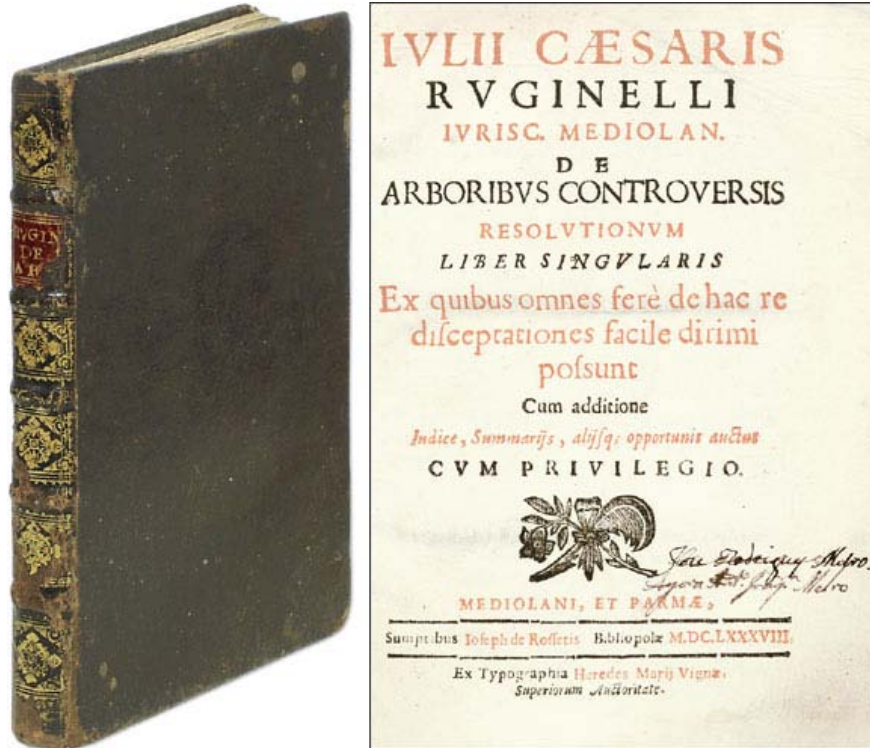 RVGIN
DE
IVLII CÆSARIS
RVGINELLI
IVRISC. MEDIOLAN.
DE
ARBORIBVS CONTROVERSIS
RESOLVTIONVM
LIBER SINGVLARIS
Ex quibus omnes ferè de hac re
diſceptationes facile dirimi
poſsunt
Cum additione
Indice, Summarijs, alijſq; opportunis auctus
CVM PRIVILEGIO.
MEDIOLANI, ET PARMÆ,
Sumptibus Ioſeph de Roſſetis Bibliopolæ M.DC.LXXXVIII.
Ex Typographia Heredes Marij Vignæ,
Superiorum Auctoritate.